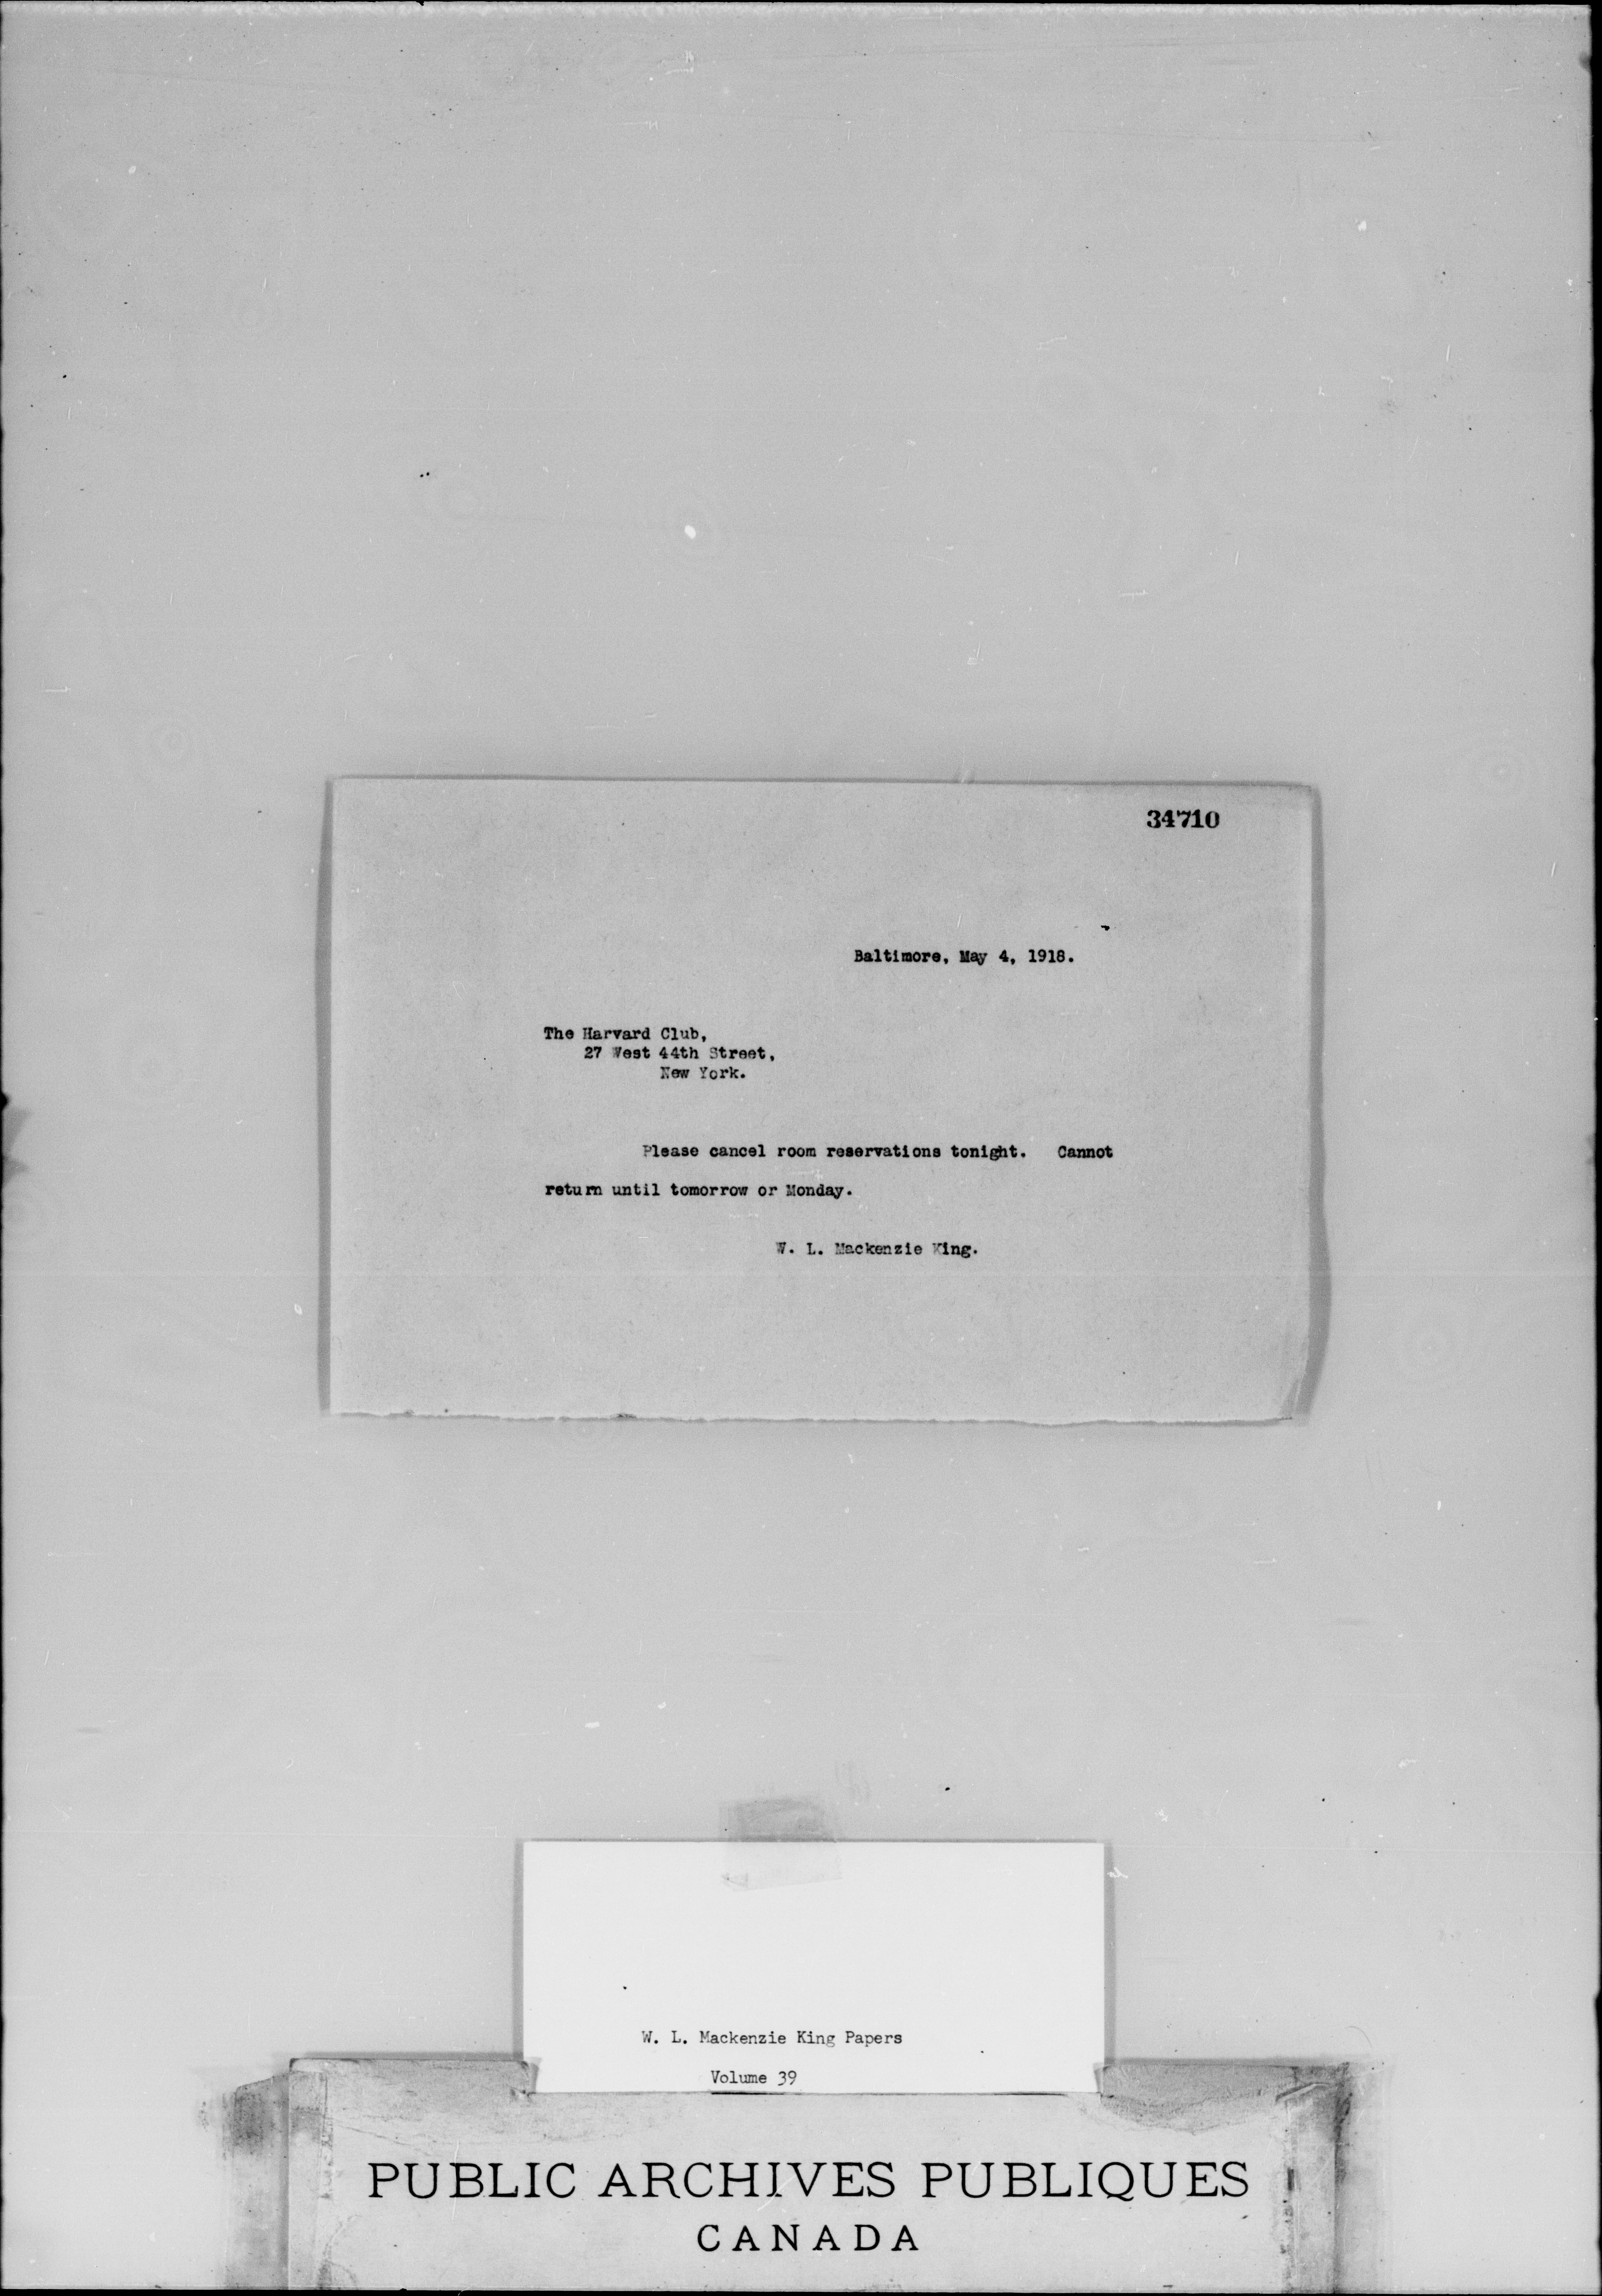 34710
Baltimore, May 4, 1918.
The Harvard Club,
27 West 44th Street,
New York.
Please cancel room reservations tonight. Cannot
return until tomorrow or Monday.
W. L. Mackenzie King.
W. L. Mackenzie King Papers
Volume 39
PUBLIC ARCHIVES PUBLIQUES
CANADA